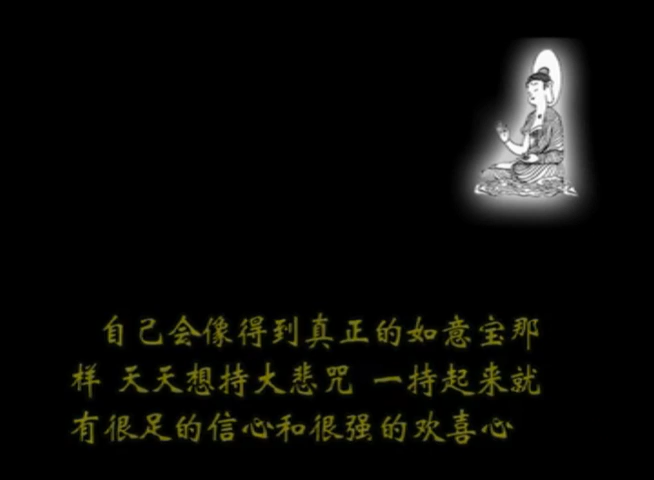 自己会像得到真正的如意宝那
样 天天想持大悲咒 一持起来就
有很足的信心和很强的欢喜心